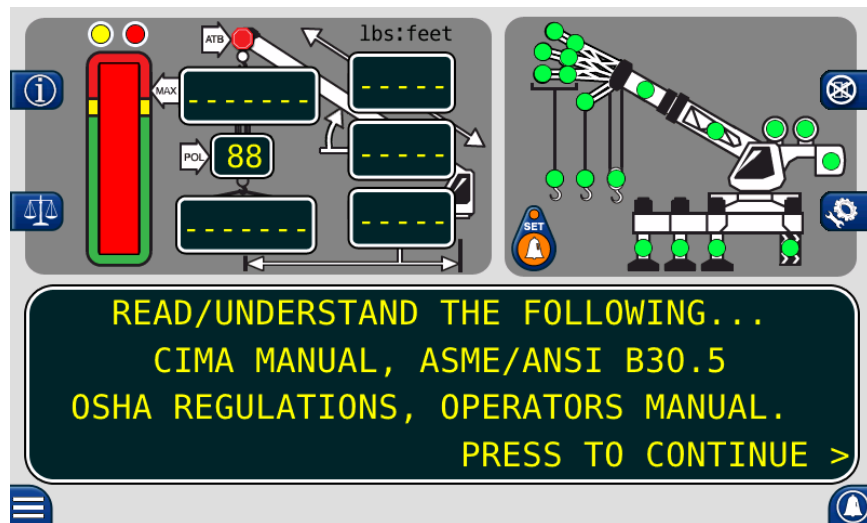 lbs:feet
ATB
MAX
- - - - - - -
- - - - -
POL
88
- - - - -
- - - - - - -
- - - - -
SET
READ/UNDERSTAND THE FOLLOWING...
CIMA MANUAL, ASME/ANSI B30.5
OSHA REGULATIONS, OPERATORS MANUAL.
PRESS TO CONTINUE >